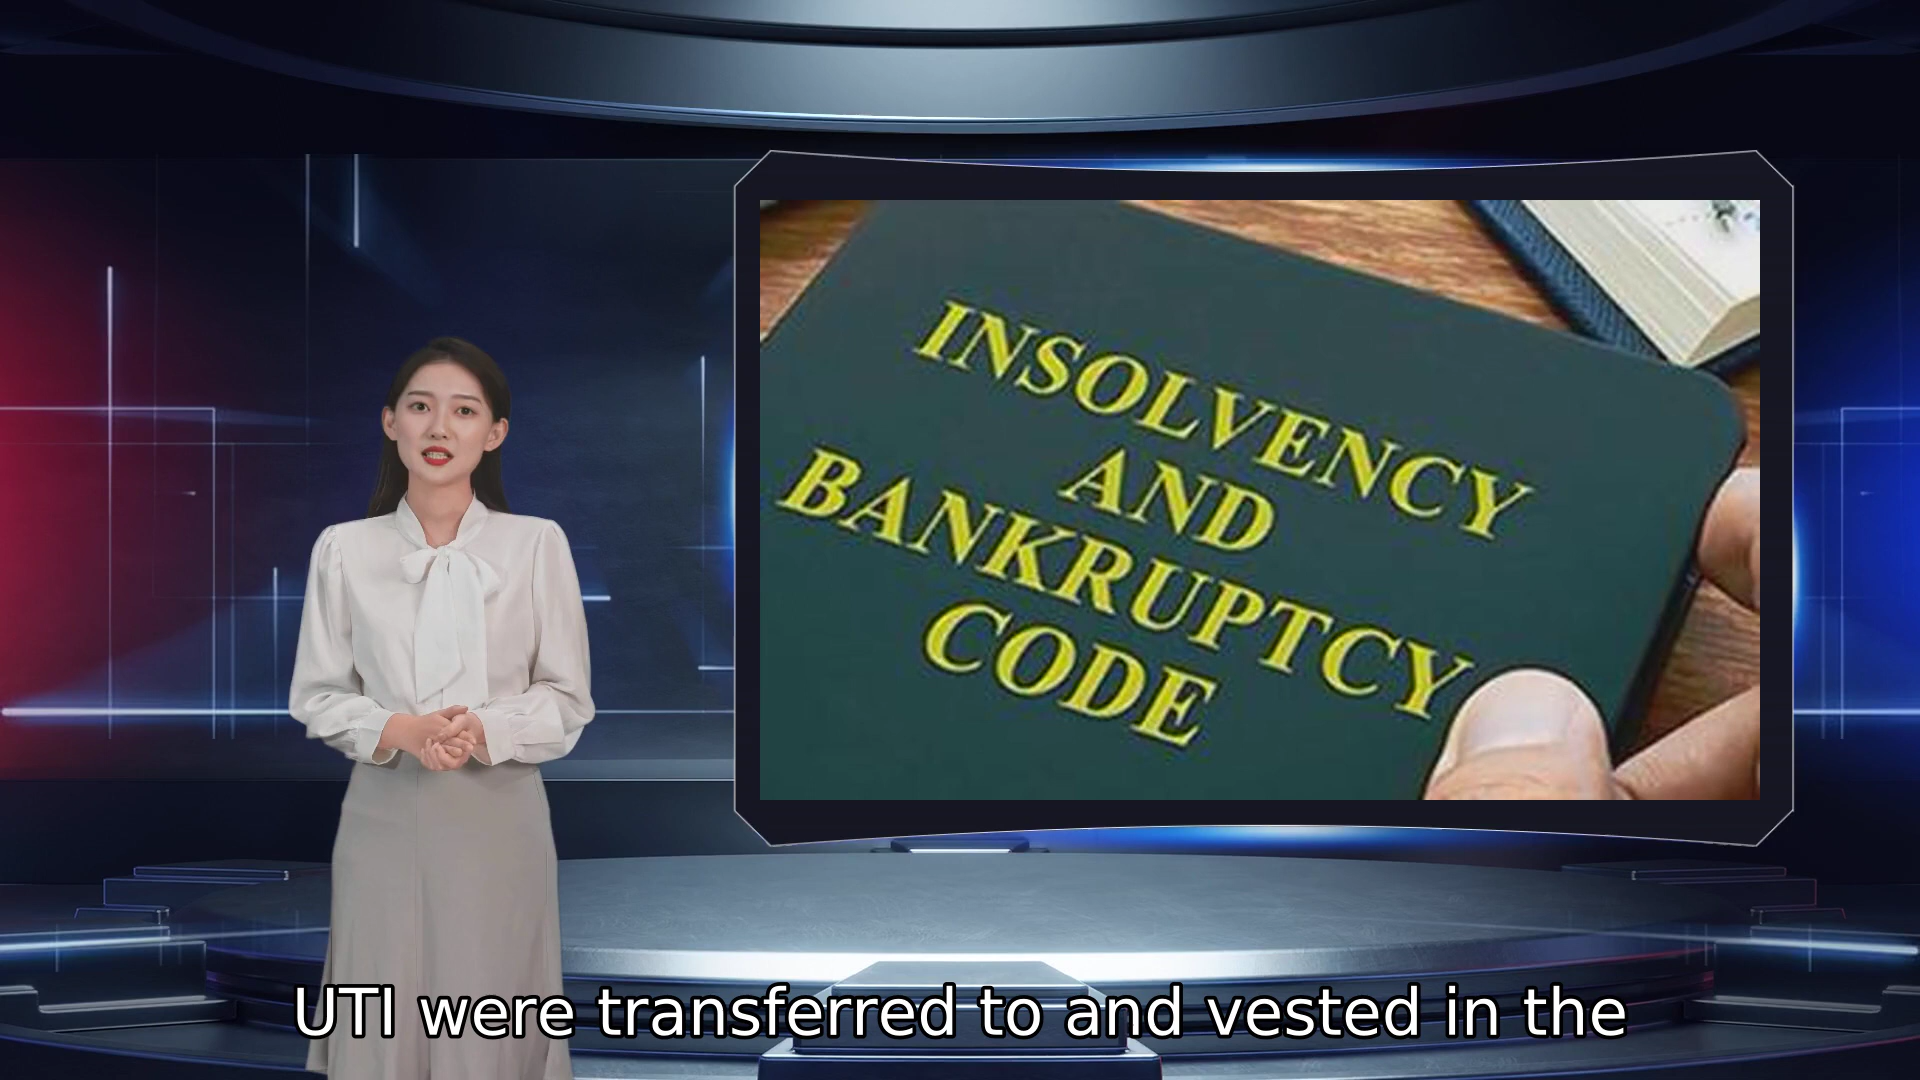 INSOLVENCY
AND
BANKRUPTCY
CODE
UTI were transferred to and vested in the